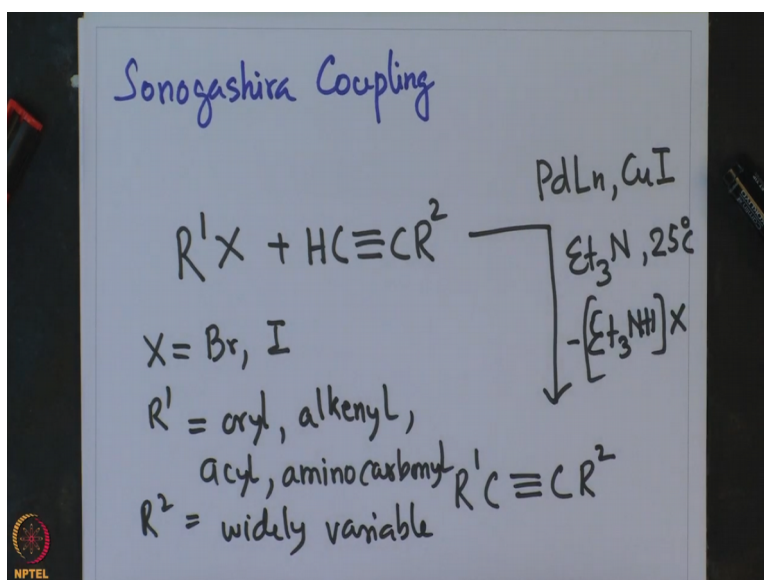 Sonogashira Coupling
PdLn, CuI
R¹X + HC≡CR²
Et₃N, 25°C
-[Et₃NH]X
X = Br, I
R¹ = aryl, alkenyl,
acyl, aminocarbonyl
R¹C≡CR²
R² = widely variable
NPTEL